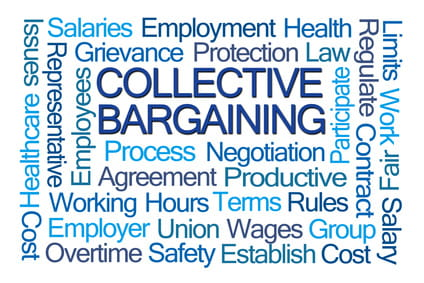 Salaries Employment Health
Grievance Protection Law
COLLECTIVE
BARGAINING
Process Negotiation
Agreement Productive
Working Hours Terms Rules
Employer Union Wages Group
Overtime Safety Establish Cost
Issues
Healthcare
Cost
Representative
Employees
Participate
Regulate
Contract
Limits
Work
Fair
Salary